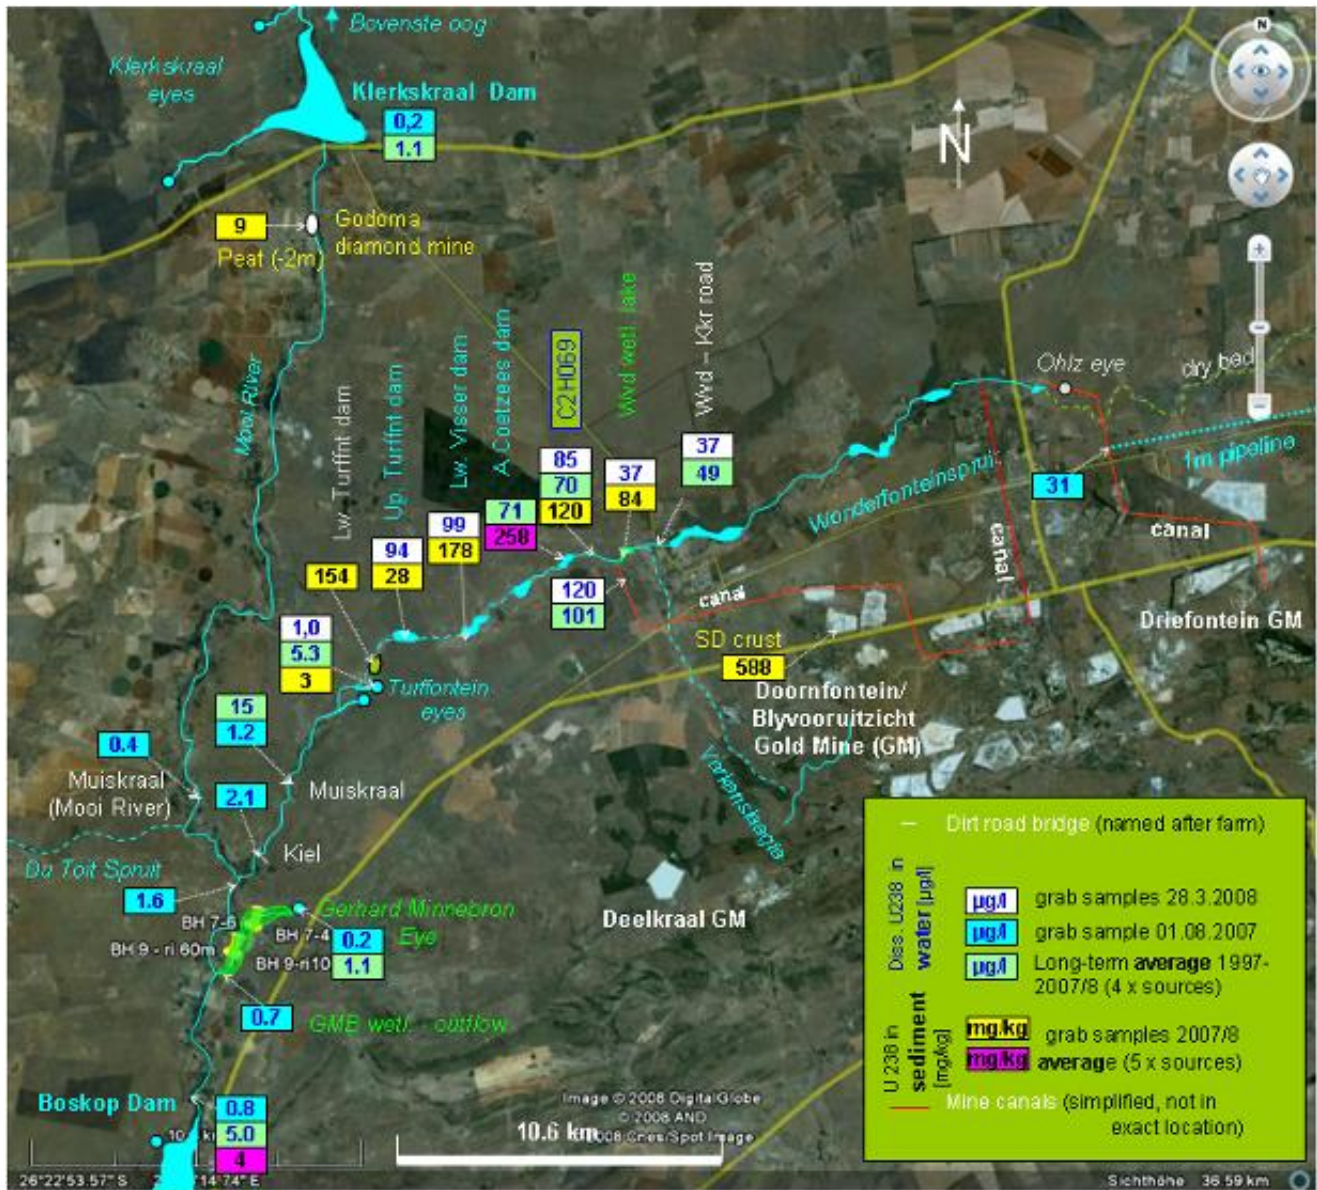 Bovenste oog
Klerkskraal
eyes
Klerkskraal Dam
0,2
1.1
N
N
9
Peat (-2m)
Godoma
diamond mine
Mooi River
Lw. Turffnt dam
Up. Turffnt dam
Lw. Visser dam
A.Coetzees dam
C2H069
Wvd wetl. lake
Wvd – Kkr road
Ohlz eye
dry bed
1m pipeline
31
canal
canal
canal
Wonderfonteinspruit
Driefontein GM
85
70
120
37
84
37
49
71
258
99
178
94
28
154
120
101
1,0
5.3
3
Turffontein
eyes
SD crust
588
Doornfontein/
Blyvooruitzicht
Gold Mine (GM)
15
1.2
0.4
Muiskraal
(Mooi River)
2.1
Muiskraal
Kiel
Du Toit Spruit
1.6
Gerhard Minnebron
Eye
BH 7-6
BH 7-4
BH 9 - ri 60m
BH 9-ri10
0.2
1.1
0.7
GMB wetl. - outflow
Deelkraal GM
Boskop Dam
0.8
5.0
4
10.6 km
Image © 2008 DigitalGlobe
© 2008 AND
© 2008 Cnes/Spot Image
26°22'53.57" S
14.74" E
Sichthöhe 36.59 km
Dirt road bridge (named after farm)
Diss. U238 in
water [µg/l]
µg/l grab samples 28.3.2008
µg/l grab sample 01.08.2007
µg/l Long-term average 1997-
2007/8 (4 x sources)
U 238 in
sediment
[mg/kg]
mg/kg grab samples 2007/8
mg/kg average (5 x sources)
Mine canals (simplified, not in
exact location)